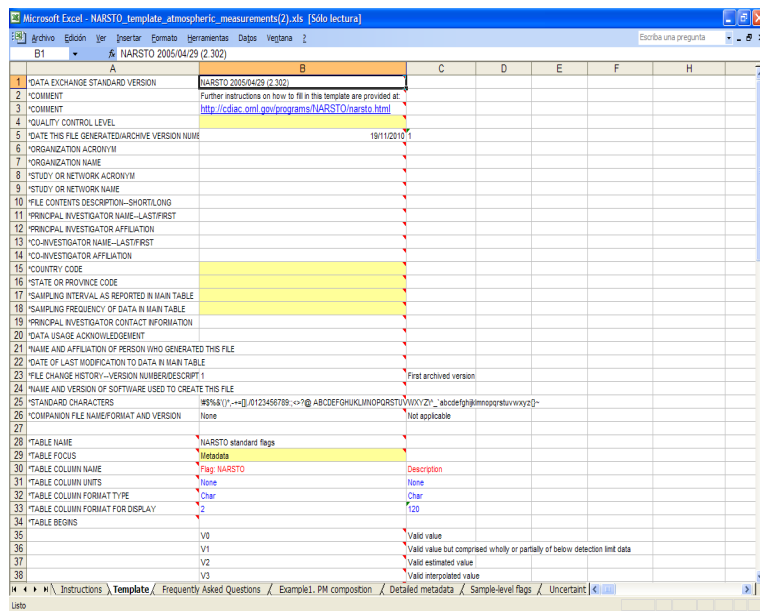 Microsoft Excel - NARSTO_template_atmospheric_measurements(2).xls [Sólo lectura]
Archivo Edición Ver Insertar Formato Herramientas Datos Ventana ? Escriba una pregunta
B1 fx NARSTO 2005/04/29 (2.302)
A B C D E F H
1 *DATA EXCHANGE STANDARD VERSION NARSTO 2005/04/29 (2.302)
2 *COMMENT Further instructions on how to fill in this template are provided at:
3 *COMMENT http://cdiac.ornl.gov/programs/NARSTO/narsto.html
4 *QUALITY CONTROL LEVEL
5 *DATE THIS FILE GENERATED/ARCHIVE VERSION NUME 19/11/2010 1
6 *ORGANIZATION ACRONYM
7 *ORGANIZATION NAME
8 *STUDY OR NETWORK ACRONYM
9 *STUDY OR NETWORK NAME
10 *FILE CONTENTS DESCRIPTION--SHORT/LONG
11 *PRINCIPAL INVESTIGATOR NAME--LAST/FIRST
12 *PRINCIPAL INVESTIGATOR AFFILIATION
13 *CO-INVESTIGATOR NAME--LAST/FIRST
14 *CO-INVESTIGATOR AFFILIATION
15 *COUNTRY CODE
16 *STATE OR PROVINCE CODE
17 *SAMPLING INTERVAL AS REPORTED IN MAIN TABLE
18 *SAMPLING FREQUENCY OF DATA IN MAIN TABLE
19 *PRINCIPAL INVESTIGATOR CONTACT INFORMATION
20 *DATA USAGE ACKNOWLEDGEMENT
21 *NAME AND AFFILIATION OF PERSON WHO GENERATED THIS FILE
22 *DATE OF LAST MODIFICATION TO DATA IN MAIN TABLE
23 *FILE CHANGE HISTORY--VERSION NUMBER/DESCRIPT 1 First archived version
24 *NAME AND VERSION OF SOFTWARE USED TO CREATE THIS FILE
25 *STANDARD CHARACTERS !#$%&'()*,-+=[]./0123456789:;<>?@ ABCDEFGHIJKLMNOPQRSTUVWXYZ\^_`abcdefghijklmnopqrstuvwxyz{}~
26 *COMPANION FILE NAME/FORMAT AND VERSION None Not applicable
27
28 *TABLE NAME NARSTO standard flags
29 *TABLE FOCUS Metadata
30 *TABLE COLUMN NAME Flag: NARSTO Description
31 *TABLE COLUMN UNITS None None
32 *TABLE COLUMN FORMAT TYPE Char Char
33 *TABLE COLUMN FORMAT FOR DISPLAY 2 120
34 *TABLE BEGINS
35 V0 Valid value
36 V1 Valid value but comprised wholly or partially of below detection limit data
37 V2 Valid estimated value
38 V3 Valid interpolated value
Instructions Template Frequently Asked Questions Example1. PM composition Detailed metadata Sample-level flags Uncertaint
Listo